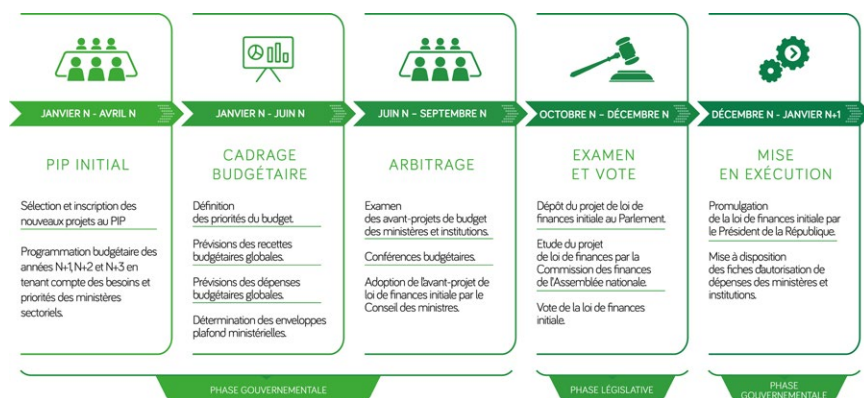 JANVIER N - AVRIL N
PIP INITIAL
Sélection et inscription des
nouveaux projets au PIP
Programmation budgétaire des
années N+1, N+2 et N+3 en
tenant compte des besoins et
priorités des ministères
sectoriels.
JANVIER N - JUIN N
CADRAGE
BUDGÉTAIRE
Définition
des priorités du budget.
Prévisions des recettes
budgétaires globales.
Prévisions des dépenses
budgétaires globales.
Détermination des enveloppes
plafond ministérielles.
JUIN N – SEPTEMBRE N
ARBITRAGE
Examen
des avant-projets de budget
des ministères et institutions.
Conférences budgétaires.
Adoption de l'avant-projet de
loi de finances initiale par le
Conseil des ministres.
OCTOBRE N – DÉCEMBRE N
EXAMEN
ET VOTE
Dépôt du projet de loi de
finances initiale au Parlement.
Etude du projet
de loi de finances par la
Commission des finances
de l'Assemblée nationale.
Vote de la loi de finances
initiale.
DÉCEMBRE N - JANVIER N+1
MISE
EN EXÉCUTION
Promulgation
de la loi de finances initiale par
le Président de la République.
Mise à disposition
des fiches d'autorisation de
dépenses des ministères et
institutions.
PHASE GOUVERNEMENTALE
PHASE LÉGISLATIVE
PHASE
GOUVERNEMENTALE